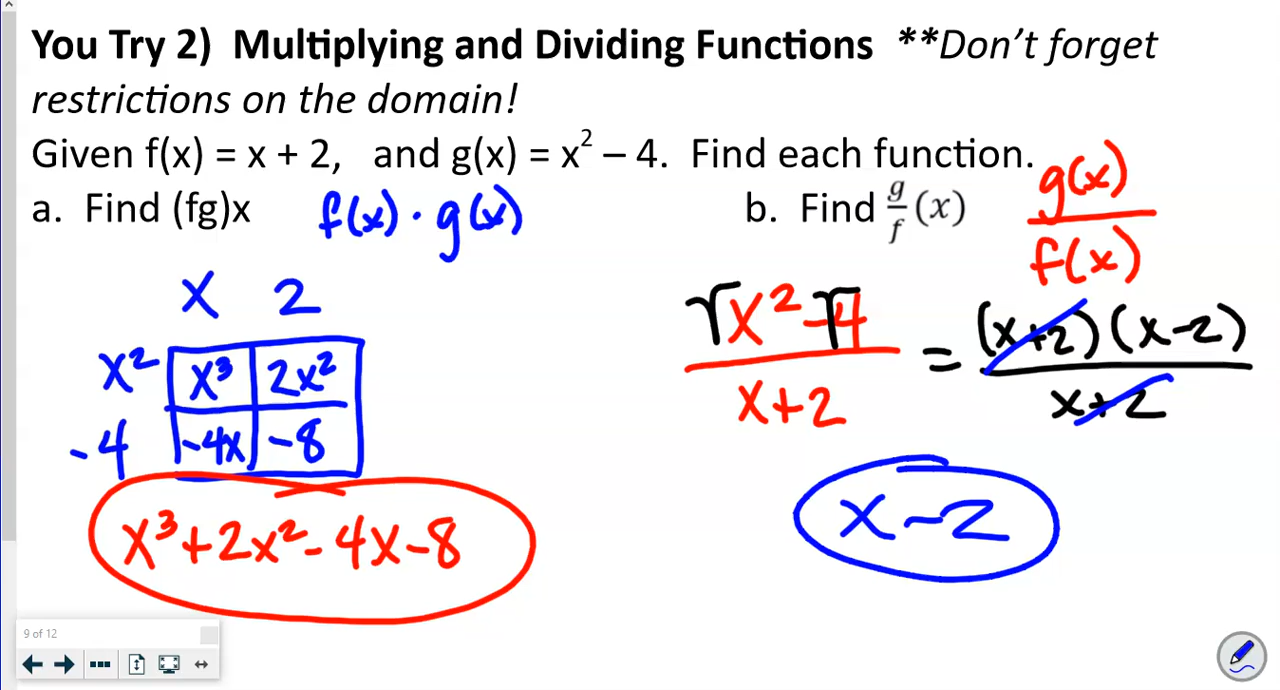 You Try 2) Multiplying and Dividing Functions **Don't forget
restrictions on the domain!
Given f(x) = x + 2, and g(x) = x² – 4. Find each function.
a. Find (fg)x f(x) · g(x)
b. Find g/f (x) g(x)/f(x)
x 2
x² x³ 2x²
-4 -4x -8
x³+2x²-4x-8
√x² -√4 / x+2 = (x+2)(x-2) / x+2
x-2
9 of 12